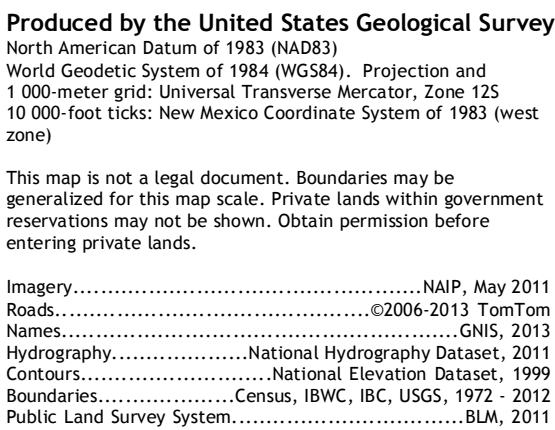 Produced by the United States Geological Survey
North American Datum of 1983 (NAD83)
World Geodetic System of 1984 (WGS84).  Projection and
1 000-meter grid: Universal Transverse Mercator, Zone 12S
10 000-foot ticks: New Mexico Coordinate System of 1983 (west
zone)
This map is not a legal document. Boundaries may be
generalized for this map scale. Private lands within government
reservations may not be shown. Obtain permission before
entering private lands.
Imagery...................................................NAIP, May 2011
Roads..............................................©2006-2013 TomTom
Names..........................................................GNIS, 2013
Hydrography....................National Hydrography Dataset, 2011
Contours............................National Elevation Dataset, 1999
Boundaries....................Census, IBWC, IBC, USGS, 1972 - 2012
Public Land Survey System..................................BLM, 2011